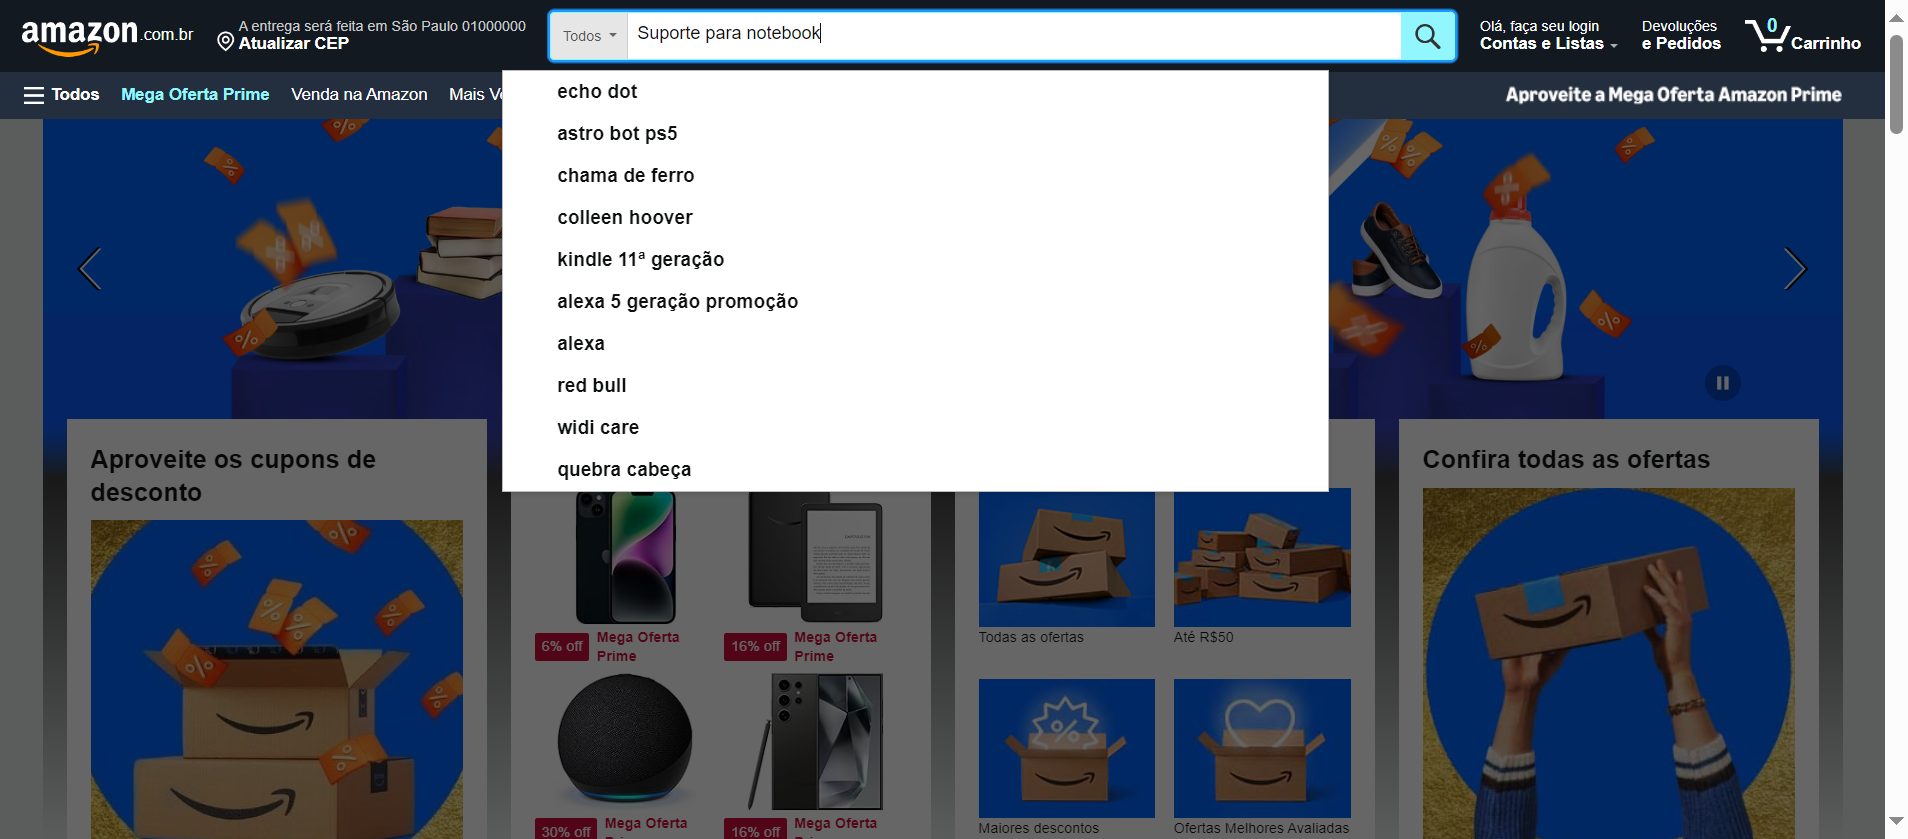 amazon.com.br
A entrega será feita em São Paulo 01000000
Atualizar CEP
Todos
Suporte para notebook
Olá, faça seu login
Contas e Listas
Devoluções
e Pedidos
0
Carrinho
Todos
Mega Oferta Prime
Venda na Amazon
Aproveite a Mega Oferta Amazon Prime
echo dot
astro bot ps5
chama de ferro
colleen hoover
kindle 11ª geração
alexa 5 geração promoção
alexa
red bull
widi care
quebra cabeça
Aproveite os cupons de
desconto
6% off
Mega Oferta
Prime
16% off
Mega Oferta
Prime
30% off
Mega Oferta
16% off
Mega Oferta
Todas as ofertas
Até R$50
Maiores descontos
Ofertas Melhores Avaliadas
Confira todas as ofertas